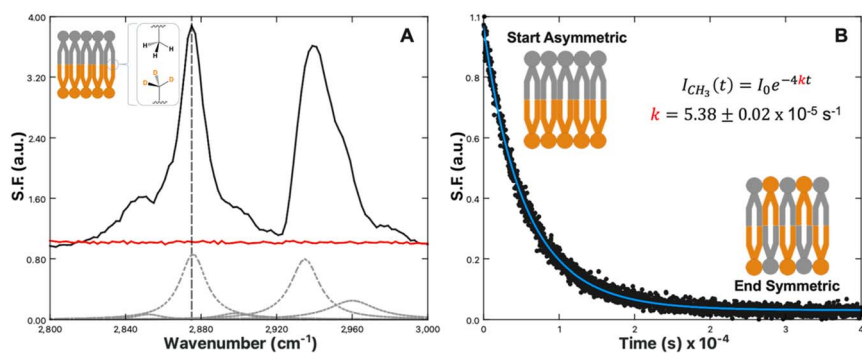 4.00
3.20
2.40
1.60
0.80
0.00
S.F. (a.u.)
A
H
H
H
D
D
D
2,800
2,840
2,880
2,920
2,960
3,000
Wavenumber (cm⁻¹)
1.1
0.8
0.6
0.4
0.2
0.0
S.F. (a.u.)
B
Start Asymmetric
I_{CH₃}(t) = I₀e^{−4kt}
k = 5.38 ± 0.02 x 10⁻⁵ s⁻¹
End Symmetric
0
1
2
3
4
Time (s) x 10⁻⁴